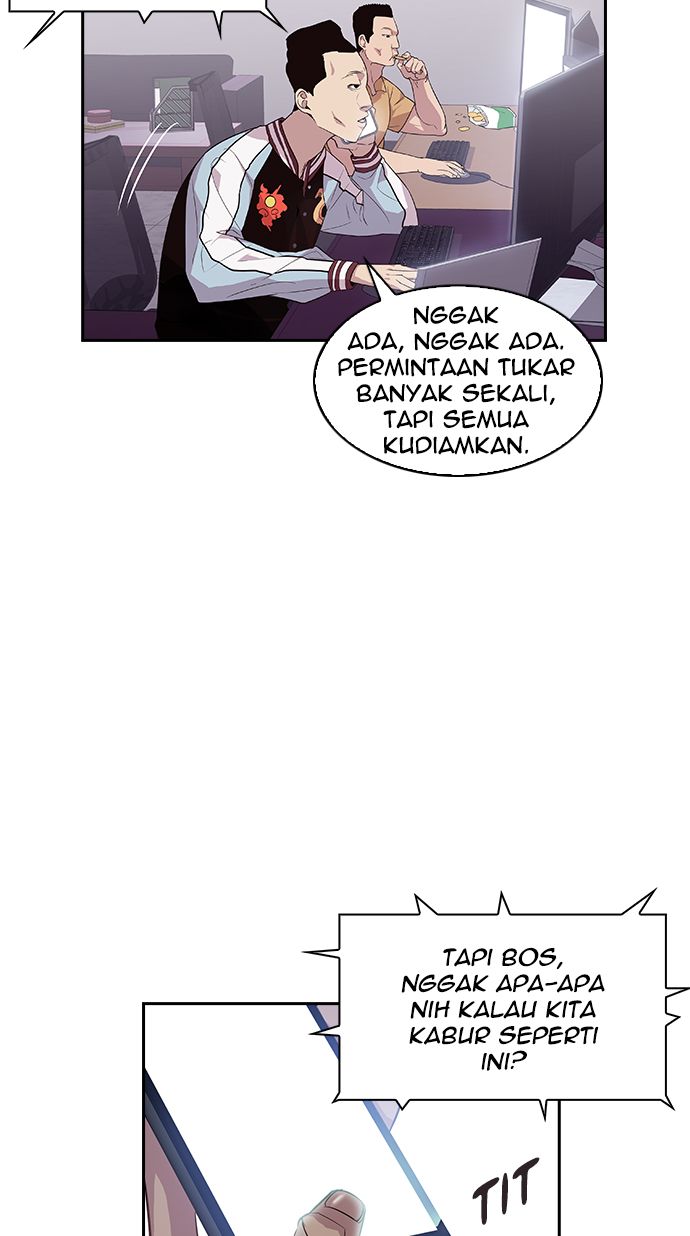 NGGAK
ADA, NGGAK ADA.
PERMINTAAN TUKAR
BANYAK SEKALI,
TAPI SEMUA
KUDIAMKAN.
TAPI BOS,
NGGAK APA-APA
NIH KALAU KITA
KABUR SEPERTI
INI?
TIT